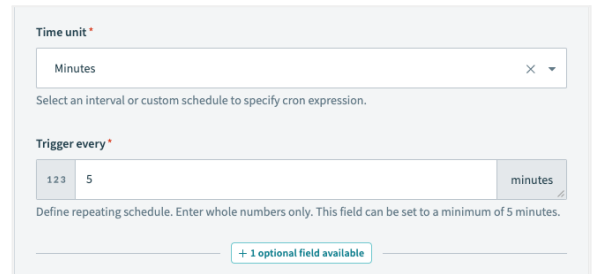 Time unit*
Minutes
Select an interval or custom schedule to specify cron expression.
Trigger every*
123 5 minutes
Define repeating schedule. Enter whole numbers only. This field can be set to a minimum of 5 minutes.
+ 1 optional field available